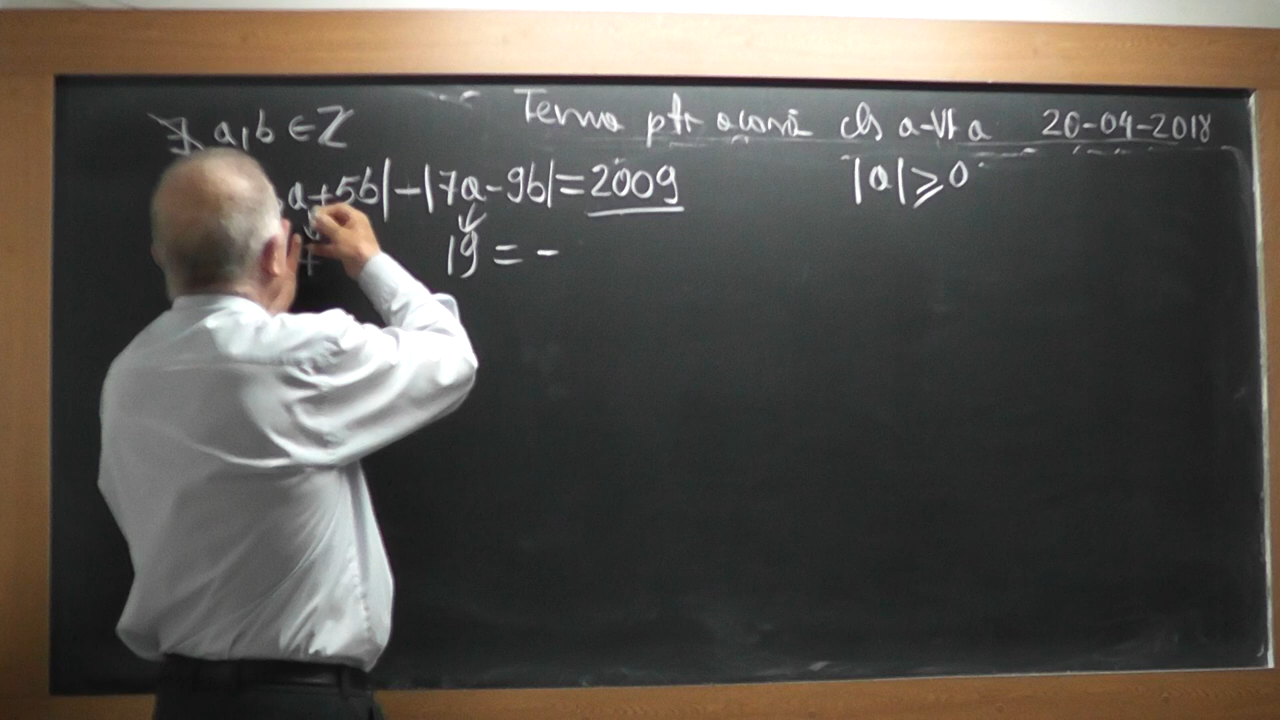 Tema ptr acasă cls a-VI a 20-04-2018
∄ a,b ∈ Z
a+5b|-|7a-9b|=2009 |a|⩾0
+ 19 = -